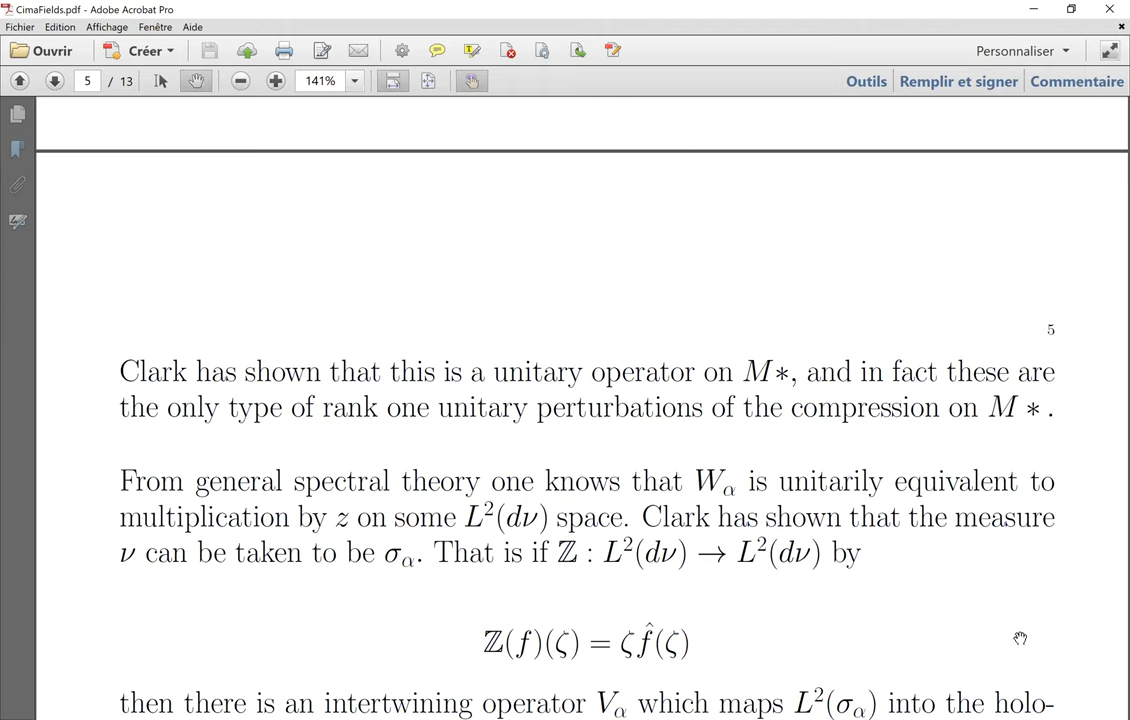 CimaFields.pdf - Adobe Acrobat Pro
Fichier Edition Affichage Fenêtre Aide
Ouvrir Créer Personnaliser
5 / 13 141% Outils Remplir et signer Commentaire
5
Clark has shown that this is a unitary operator on M∗, and in fact these are
the only type of rank one unitary perturbations of the compression on M ∗ .
From general spectral theory one knows that W_α is unitarily equivalent to
multiplication by z on some L²(dν) space. Clark has shown that the measure
ν can be taken to be σ_α. That is if ℤ : L²(dν) → L²(dν) by
ℤ(f)(ζ) = ζf̂(ζ)
then there is an intertwining operator V_α which maps L²(σ_α) into the holo-